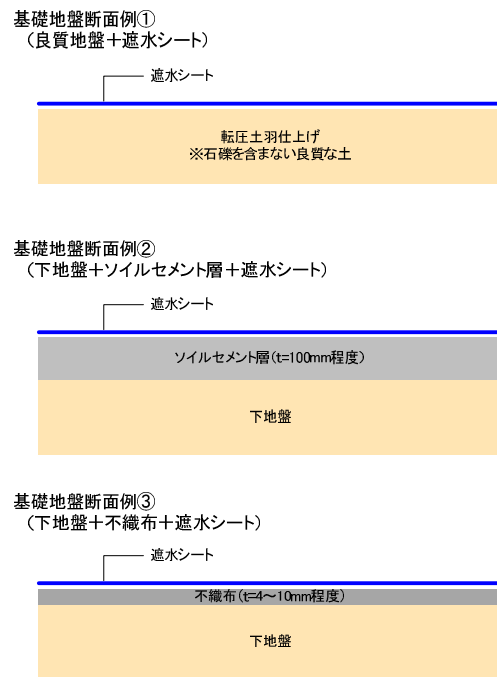 基礎地盤断面例①
（良質地盤＋遮水シート）
遮水シート
転圧土羽仕上げ
※石礫を含まない良質な土
基礎地盤断面例②
（下地盤＋ソイルセメント層＋遮水シート）
遮水シート
ソイルセメント層（t=100mm程度）
下地盤
基礎地盤断面例③
（下地盤＋不織布＋遮水シート）
遮水シート
不織布（t=4～10mm程度）
下地盤